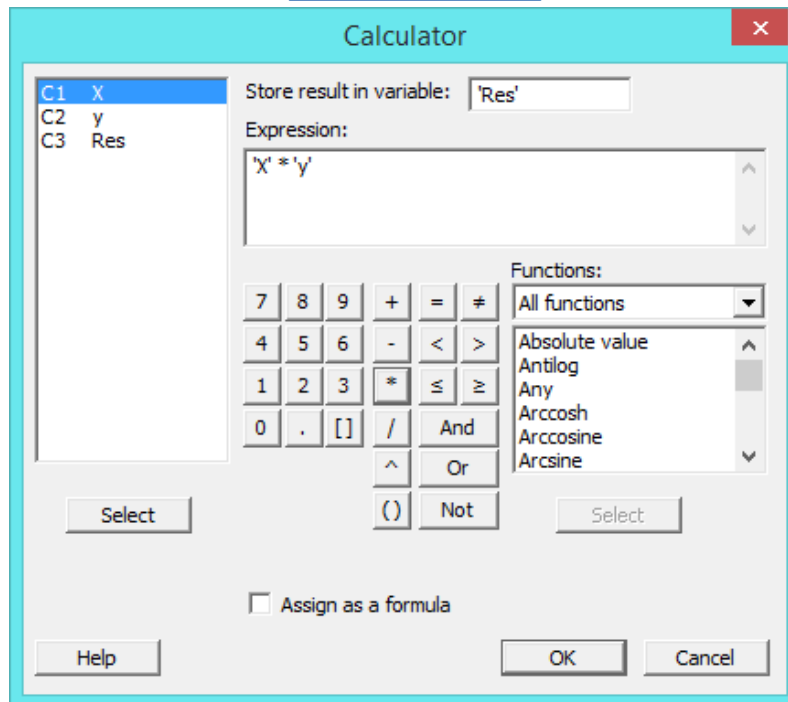 Calculator
C1 X
C2 y
C3 Res
Store result in variable: 'Res'
Expression:
'X' * 'y'
Functions:
7 8 9 + = ≠ All functions
4 5 6 - < > Absolute value
Antilog
1 2 3 * ≤ ≥ Any
Arccosh
0 . [] / And Arccosine
^ Or Arcsine
Select () Not Select
Assign as a formula
Help OK Cancel